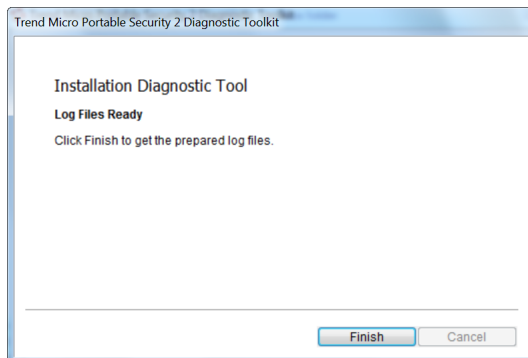 Trend Micro Portable Security 2 Diagnostic Toolkit
Installation Diagnostic Tool
Log Files Ready
Click Finish to get the prepared log files.
Finish
Cancel